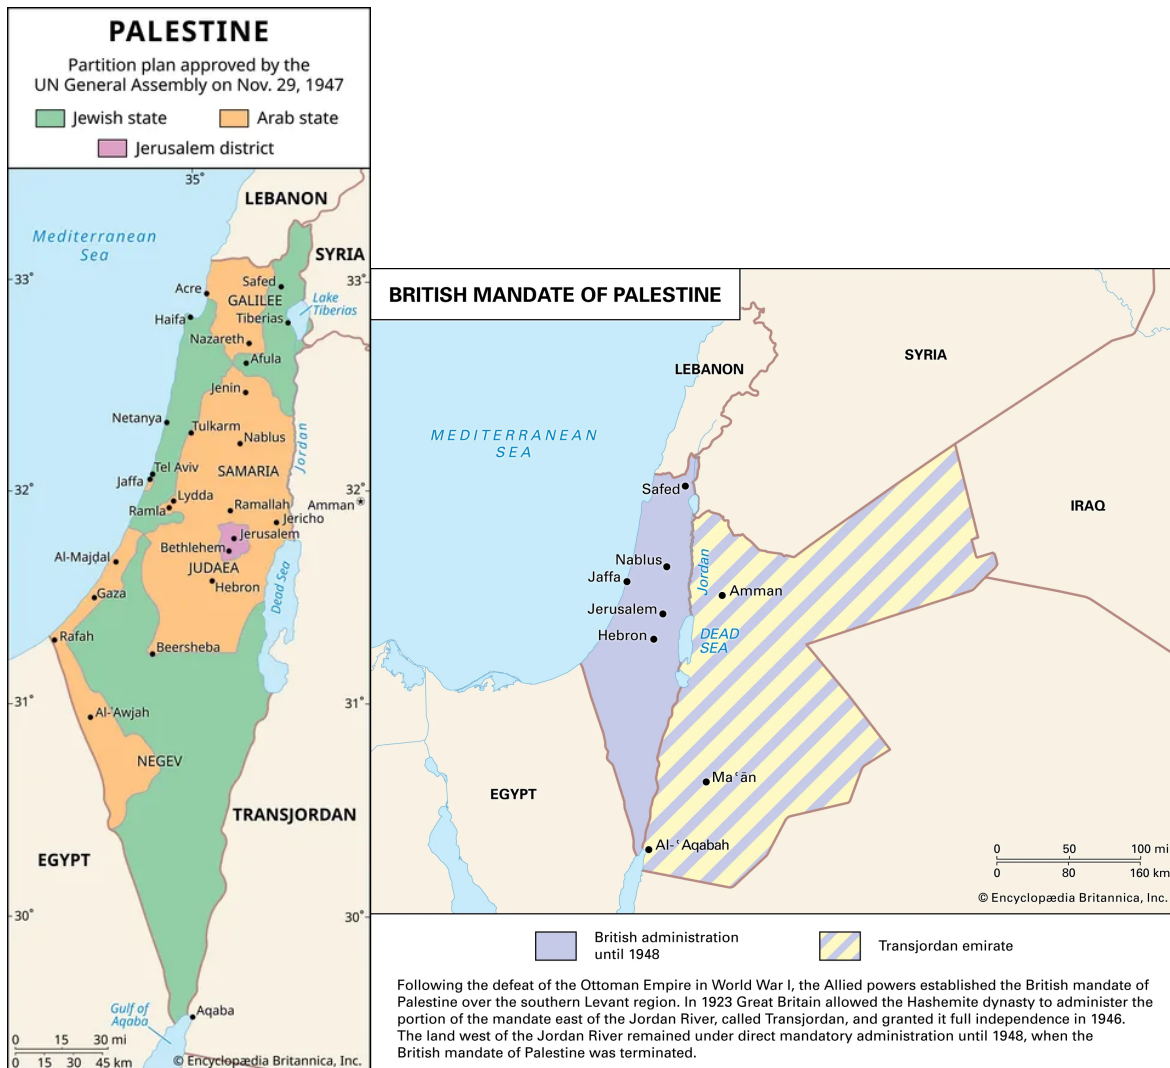 PALESTINE
Partition plan approved by the
UN General Assembly on Nov. 29, 1947
Jewish state
Arab state
Jerusalem district
35°
LEBANON
Mediterranean
Sea
SYRIA
33°
33°
Acre
Safed
GALILEE
Lake
Tiberias
Haifa
Tiberias
Nazareth
Afula
Jenin
Netanya
Tulkarm
Nablus
Jordan
SAMARIA
Tel Aviv
Jaffa
32°
32°
Lydda
Ramla
Ramallah
Amman
Jericho
Jerusalem
Bethlehem
Al-Majdal
JUDAEA
Hebron
Dead Sea
Gaza
Rafah
Beersheba
31°
31°
Al-ʿAwjah
NEGEV
TRANSJORDAN
EGYPT
30°
30°
Gulf of
Aqaba
Aqaba
0 15 30 mi
0 15 30 45 km
© Encyclopædia Britannica, Inc.
BRITISH MANDATE OF PALESTINE
LEBANON
SYRIA
MEDITERRANEAN
SEA
Safed
IRAQ
Nablus
Jaffa
Jordan
Amman
Jerusalem
Hebron
DEAD
SEA
Maʿān
EGYPT
Al-ʿAqabah
0 50 100 mi
0 80 160 km
© Encyclopædia Britannica, Inc.
British administration
until 1948
Transjordan emirate
Following the defeat of the Ottoman Empire in World War I, the Allied powers established the British mandate of
Palestine over the southern Levant region. In 1923 Great Britain allowed the Hashemite dynasty to administer the
portion of the mandate east of the Jordan River, called Transjordan, and granted it full independence in 1946.
The land west of the Jordan River remained under direct mandatory administration until 1948, when the
British mandate of Palestine was terminated.